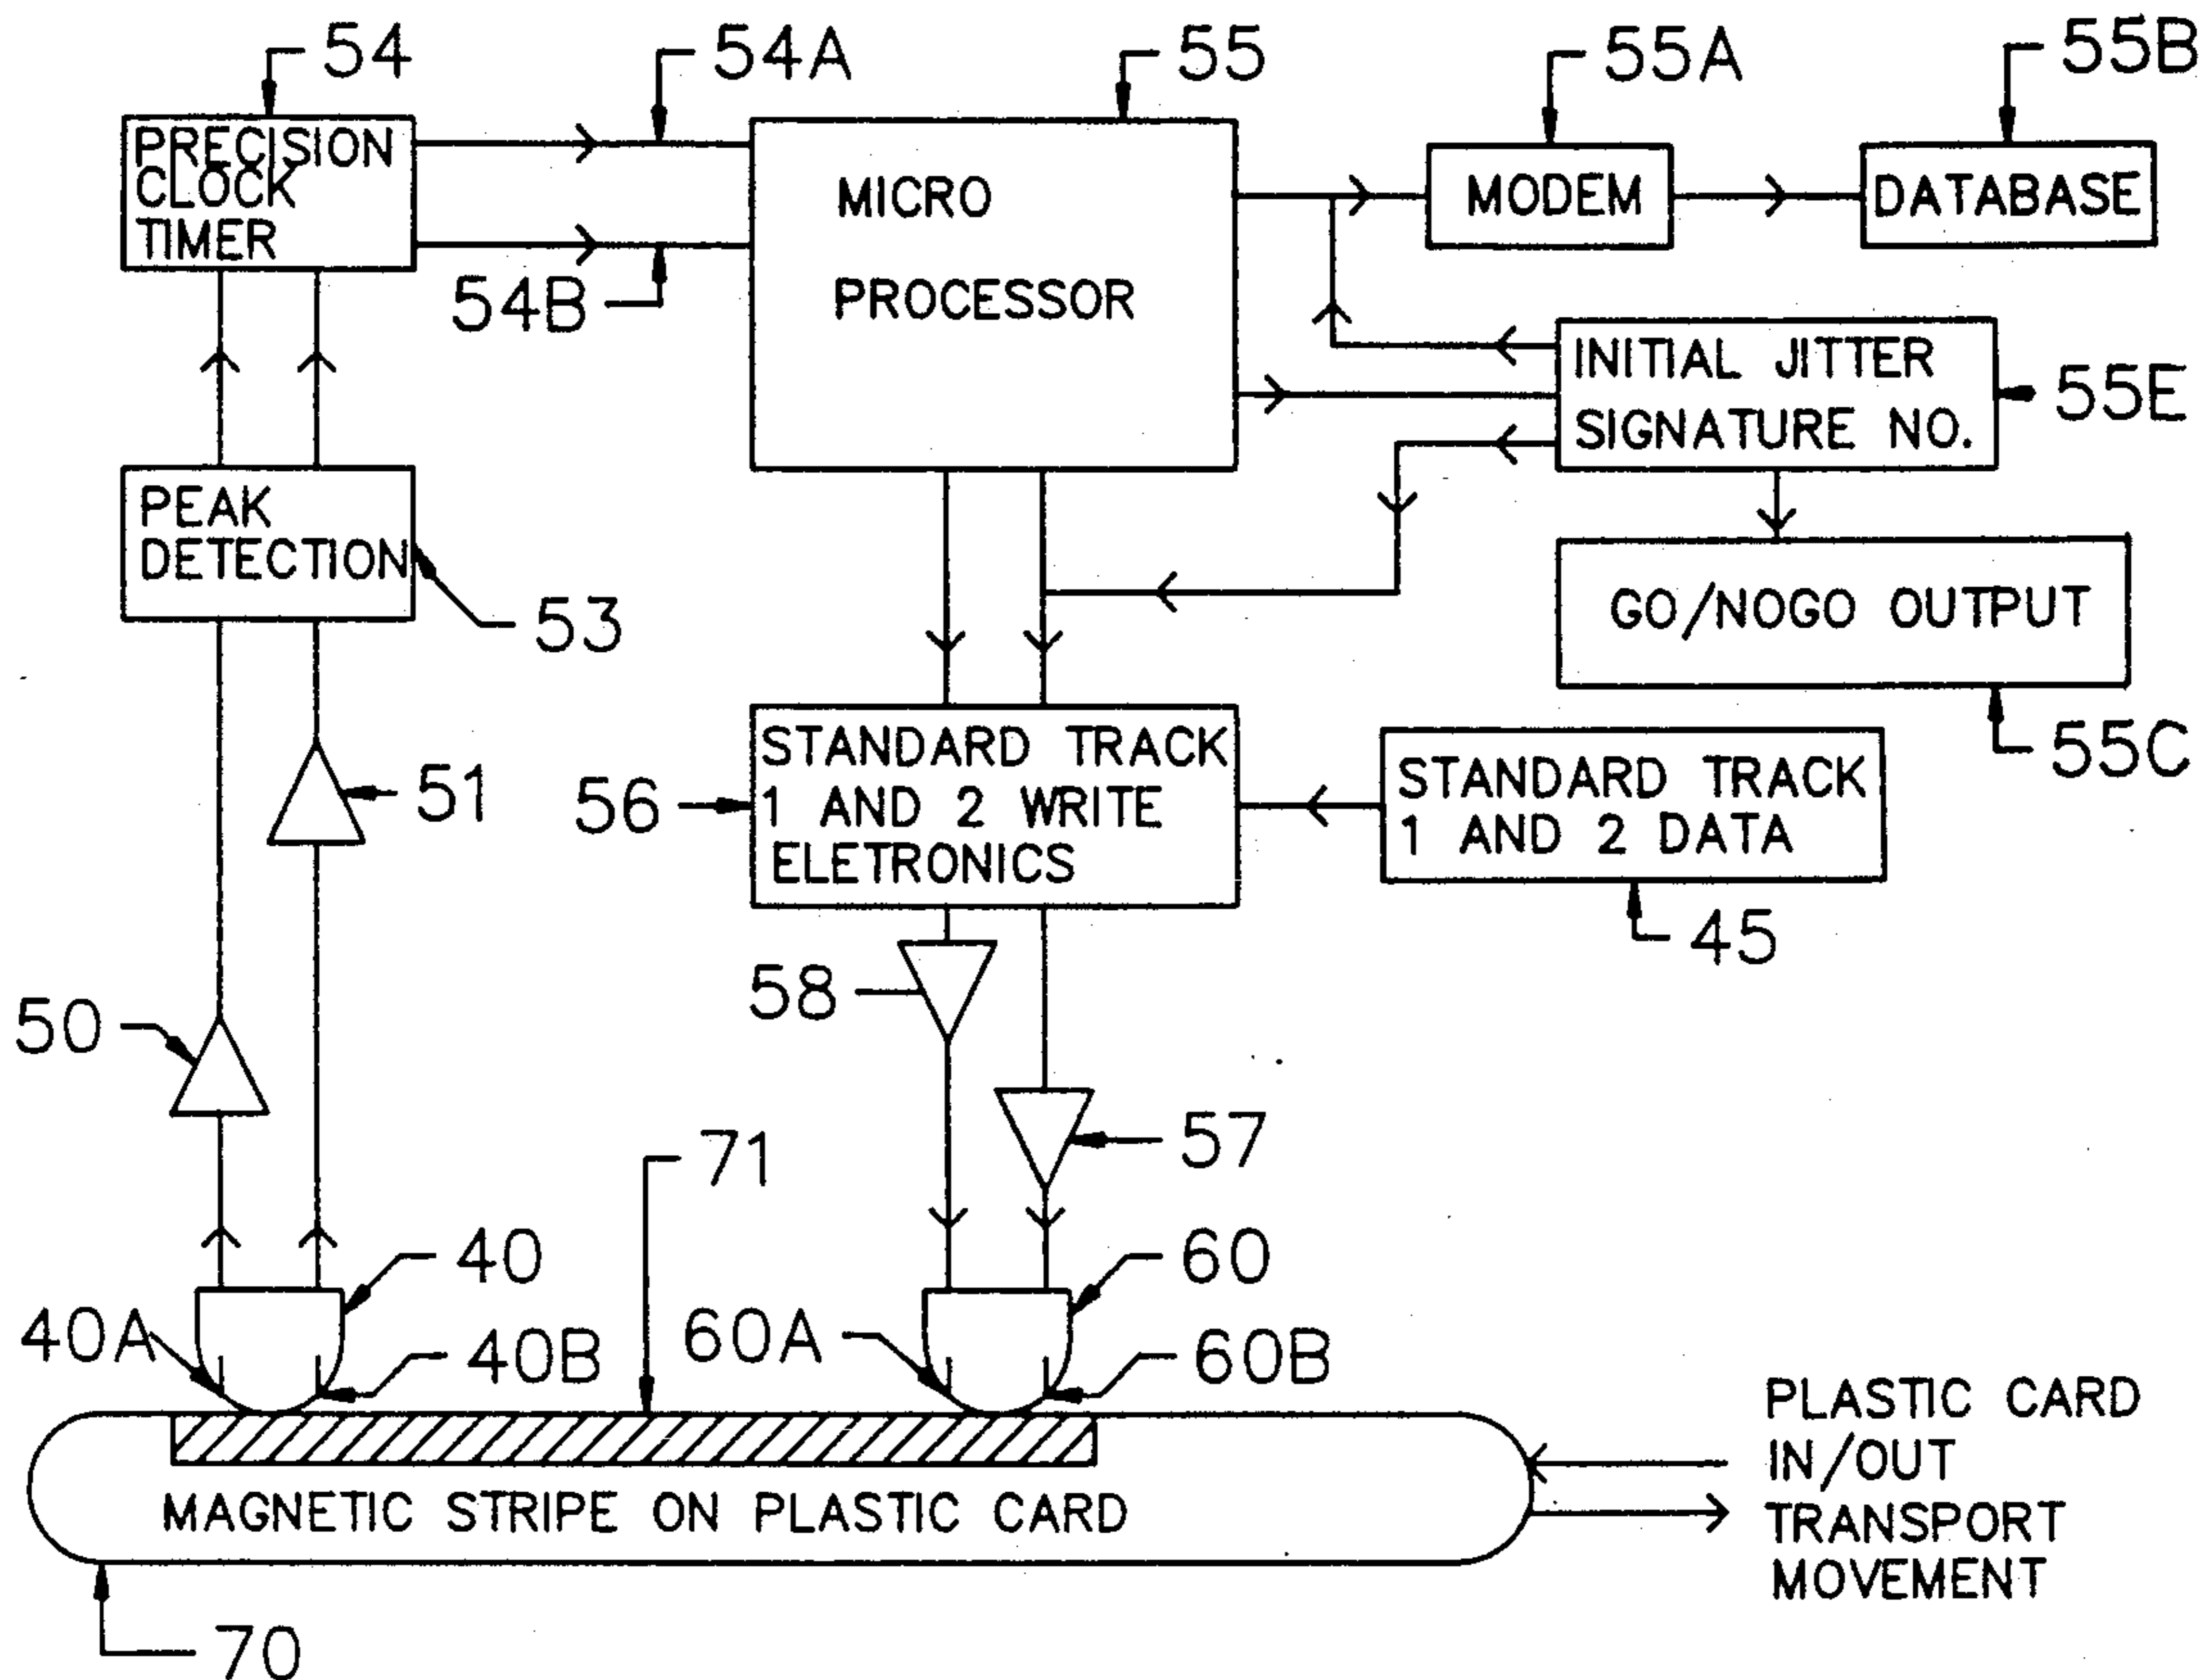 54
54A
55
55A
55B
PRECISION
CLOCK
TIMER
MICRO
PROCESSOR
MODEM
DATABASE
54B
INITIAL JITTER
SIGNATURE NO.
55E
PEAK
DETECTION
53
GO/NOGO OUTPUT
55C
51
56
STANDARD TRACK
1 AND 2 WRITE
ELETRONICS
STANDARD TRACK
1 AND 2 DATA
45
58
50
57
71
40
60
40A
40B
60A
60B
MAGNETIC STRIPE ON PLASTIC CARD
PLASTIC CARD
IN/OUT
TRANSPORT
MOVEMENT
70